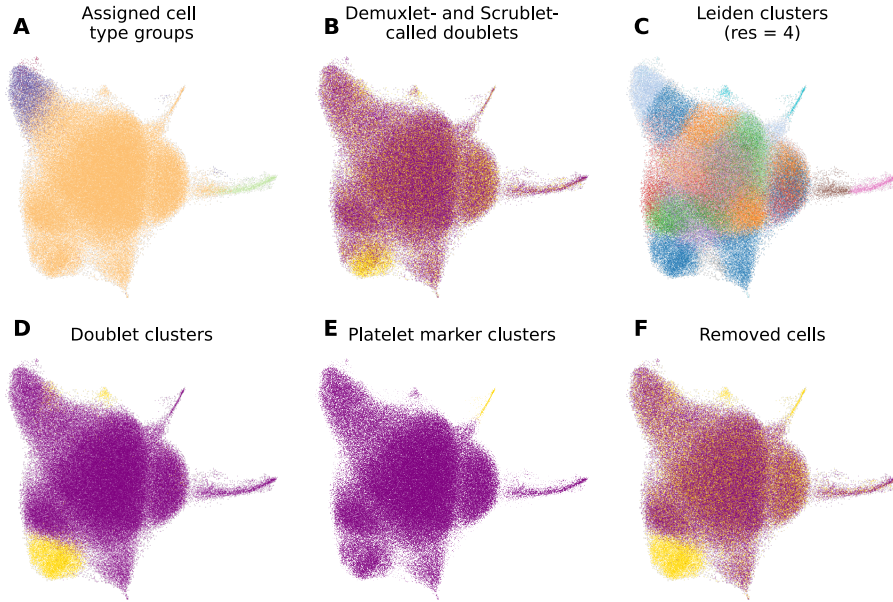 A
Assigned cell
type groups
B
Demuxlet- and Scrublet-
called doublets
C
Leiden clusters
(res = 4)
D
Doublet clusters
E
Platelet marker clusters
F
Removed cells